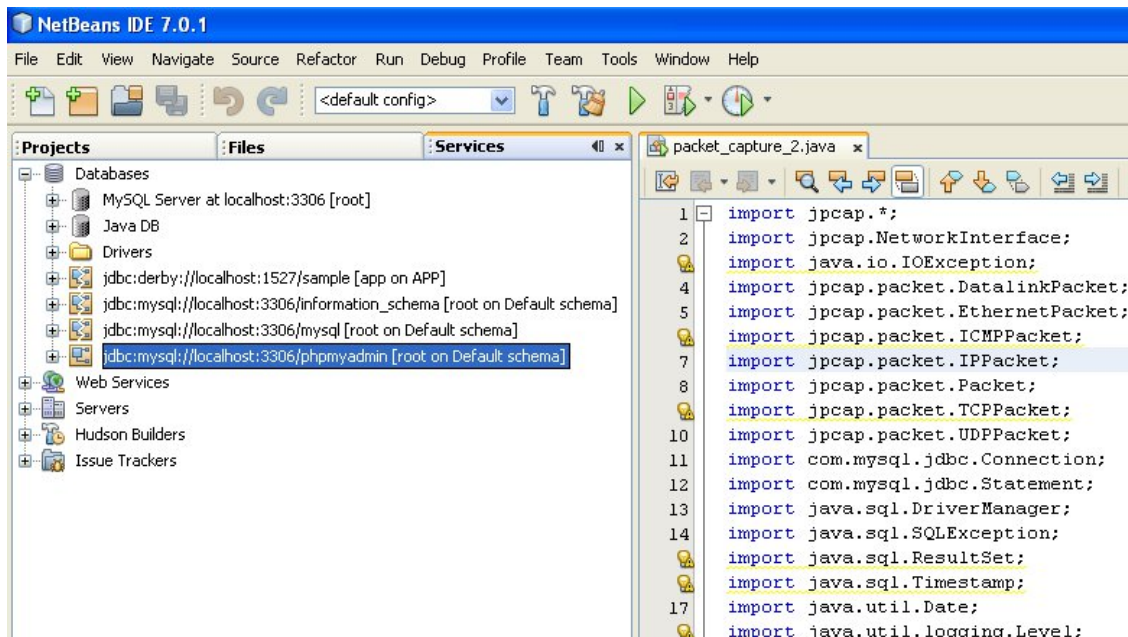 NetBeans IDE 7.0.1
File Edit View Navigate Source Refactor Run Debug Profile Team Tools Window Help
<default config>
Projects Files Services
packet_capture_2.java
Databases
MySQL Server at localhost:3306 [root]
Java DB
Drivers
jdbc:derby://localhost:1527/sample [app on APP]
jdbc:mysql://localhost:3306/information_schema [root on Default schema]
jdbc:mysql://localhost:3306/mysql [root on Default schema]
jdbc:mysql://localhost:3306/phpmyadmin [root on Default schema]
Web Services
Servers
Hudson Builders
Issue Trackers
1 import jpcap.*;
2 import jpcap.NetworkInterface;
import java.io.IOException;
4 import jpcap.packet.DatalinkPacket;
5 import jpcap.packet.EthernetPacket;
import jpcap.packet.ICMPPacket;
7 import jpcap.packet.IPPacket;
8 import jpcap.packet.Packet;
import jpcap.packet.TCPPacket;
10 import jpcap.packet.UDPPacket;
11 import com.mysql.jdbc.Connection;
12 import com.mysql.jdbc.Statement;
13 import java.sql.DriverManager;
14 import java.sql.SQLException;
import java.sql.ResultSet;
import java.sql.Timestamp;
17 import java.util.Date;
import java.util.logging.Level;